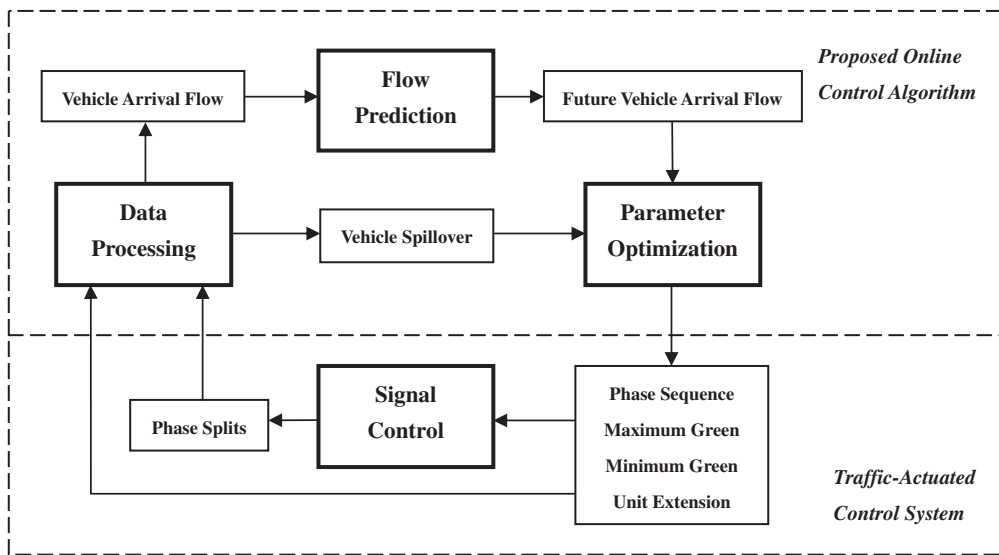 Proposed Online
Control Algorithm
Vehicle Arrival Flow
Flow
Prediction
Future Vehicle Arrival Flow
Data
Processing
Vehicle Spillover
Parameter
Optimization
Phase Splits
Signal
Control
Phase Sequence
Maximum Green
Minimum Green
Unit Extension
Traffic-Actuated
Control System